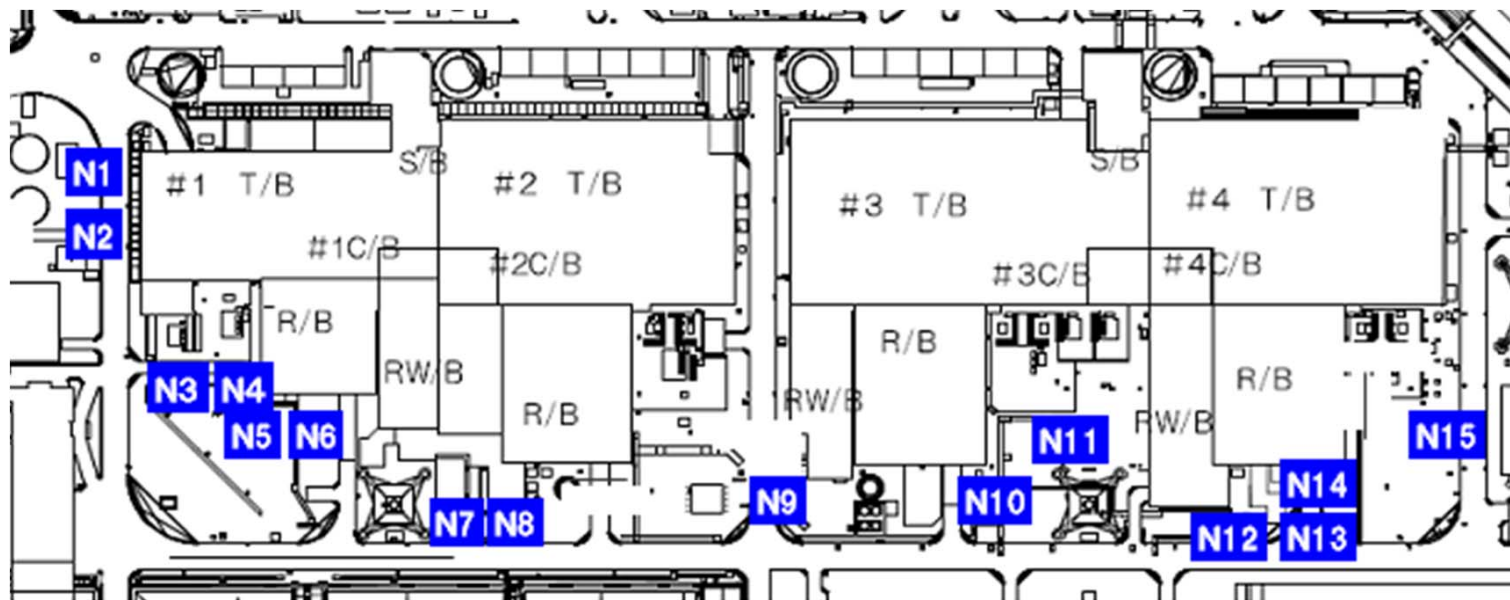 S/B
S/B
N1
#1 T/B
#2 T/B
#3 T/B
#4 T/B
N2
#1C/B
#2C/B
#3C/B
#4C/B
R/B
R/B
RW/B
R/B
N3
N4
RW/B
R/B
N5
N6
N11
RW/B
N15
N7
N8
N9
N10
N14
N12
N13